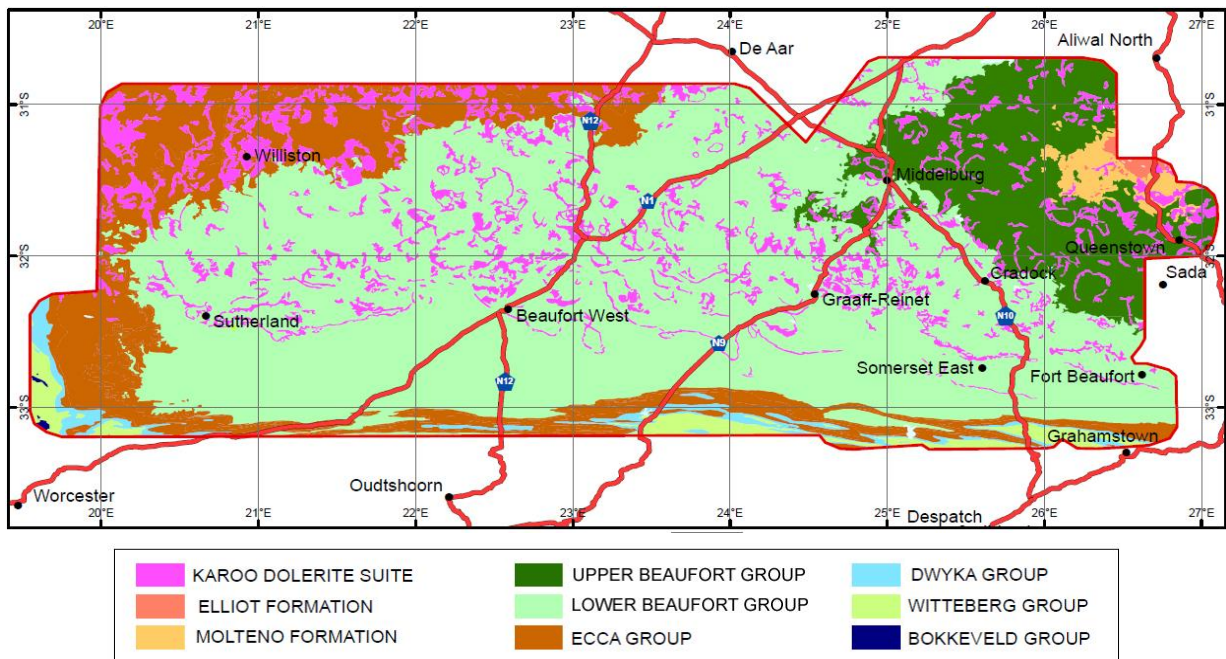 20°E 21°E 22°E 23°E 24°E 25°E 26°E 27°E
De Aar
Aliwal North
31°S 31°S
N12
Williston
Middelburg
N1
32°S 32°S
Queenstown
Sada
Cradock
Graaff-Reinet
Sutherland
Beaufort West
N10
N9
Somerset East
Fort Beaufort
N12
33°S 33°S
Grahamstown
Worcester
Oudtshoorn
Despatch
20°E 21°E 22°E 23°E 24°E 25°E 26°E 27°E
KAROO DOLERITE SUITE
ELLIOT FORMATION
MOLTENO FORMATION
UPPER BEAUFORT GROUP
LOWER BEAUFORT GROUP
ECCA GROUP
DWYKA GROUP
WITTEBERG GROUP
BOKKEVELD GROUP